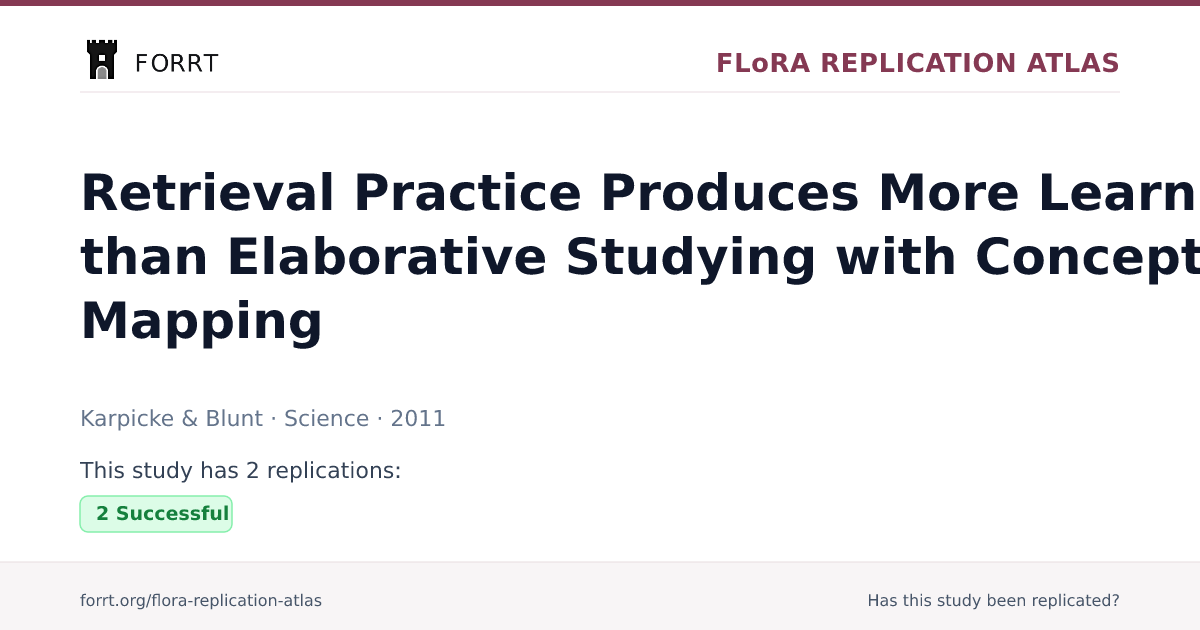 FORRT
FLoRA REPLICATION ATLAS
Retrieval Practice Produces More Learn
than Elaborative Studying with Concept
Mapping
Karpicke & Blunt · Science · 2011
This study has 2 replications:
2 Successful
forrt.org/flora-replication-atlas
Has this study been replicated?